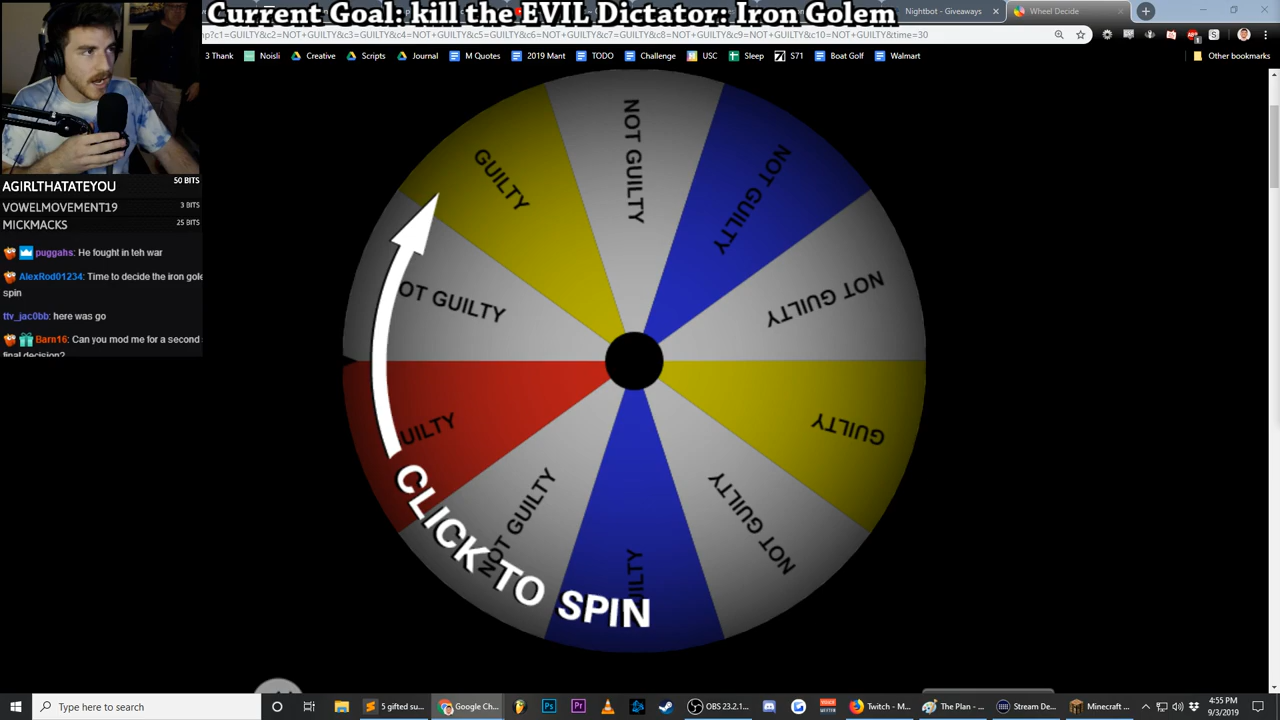 Current Goal: kill the EVIL Dictator: Iron Golem
Nightbot - Giveaways
Wheel Decide
?c1=GUILTY&c2=NOT+GUILTY&c3=GUILTY&c4=NOT+GUILTY&c5=GUILTY&c6=NOT+GUILTY&c7=GUILTY&c8=NOT+GUILTY&c9=NOT+GUILTY&c10=NOT+GUILTY&time=30
3 Thank
Noisli
Creative
Scripts
Journal
M Quotes
2019 Mant
TODO
Challenge
USC
Sleep
S71
Boat Golf
Walmart
Other bookmarks
AGIRLTHATATEYOU 50 BITS
VOWELMOVEMENT19 3 BITS
MICKMACKS 25 BITS
puggahs: He fought in teh war
AlexRod01234: Time to decide the iron gole
spin
ttv_jac0bb: here was go
Barn16: Can you mod me for a second
final decision?
NOT GUILTY
NOT GUILTY
NOT GUILTY
GUILTY
NOT GUILTY
UILTY
NOT GUILTY
UILTY
OT GUILTY
GUILTY
CLICK TO SPIN
Type here to search
5 gifted su...
Google Ch...
OBS 23.2.1...
Twitch - M...
The Plan - ...
Stream De...
Minecraft ...
4:55 PM
9/3/2019